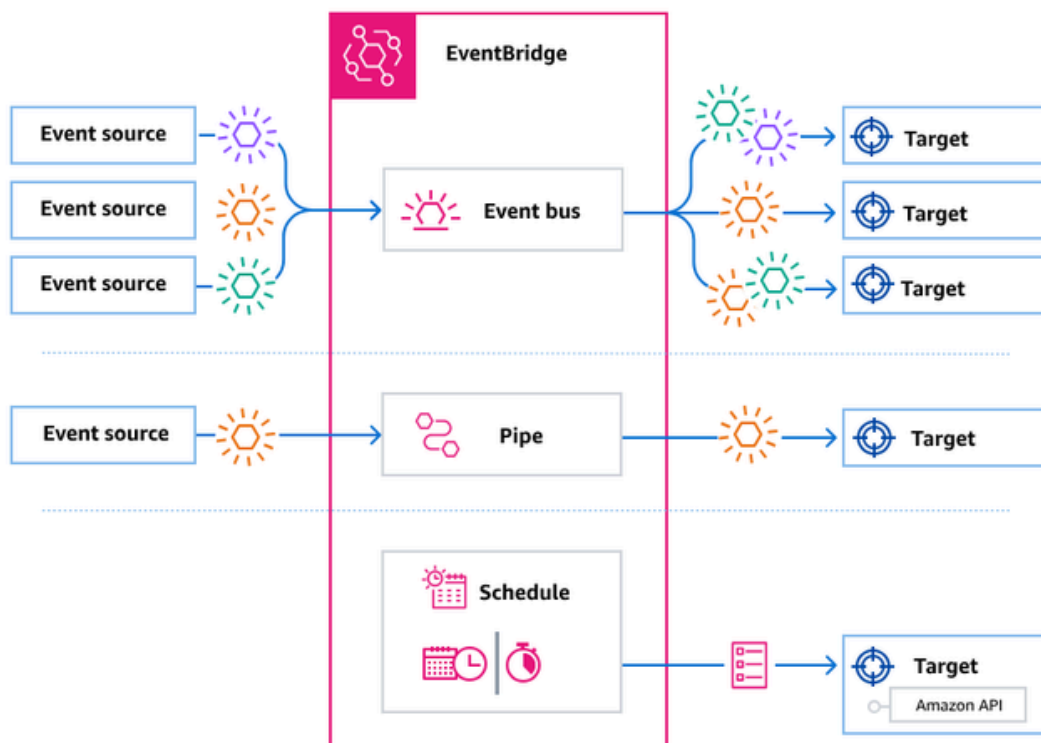 EventBridge
Event source
Target
Event source
Event bus
Target
Event source
Target
Event source
Pipe
Target
Schedule
Target
Amazon API